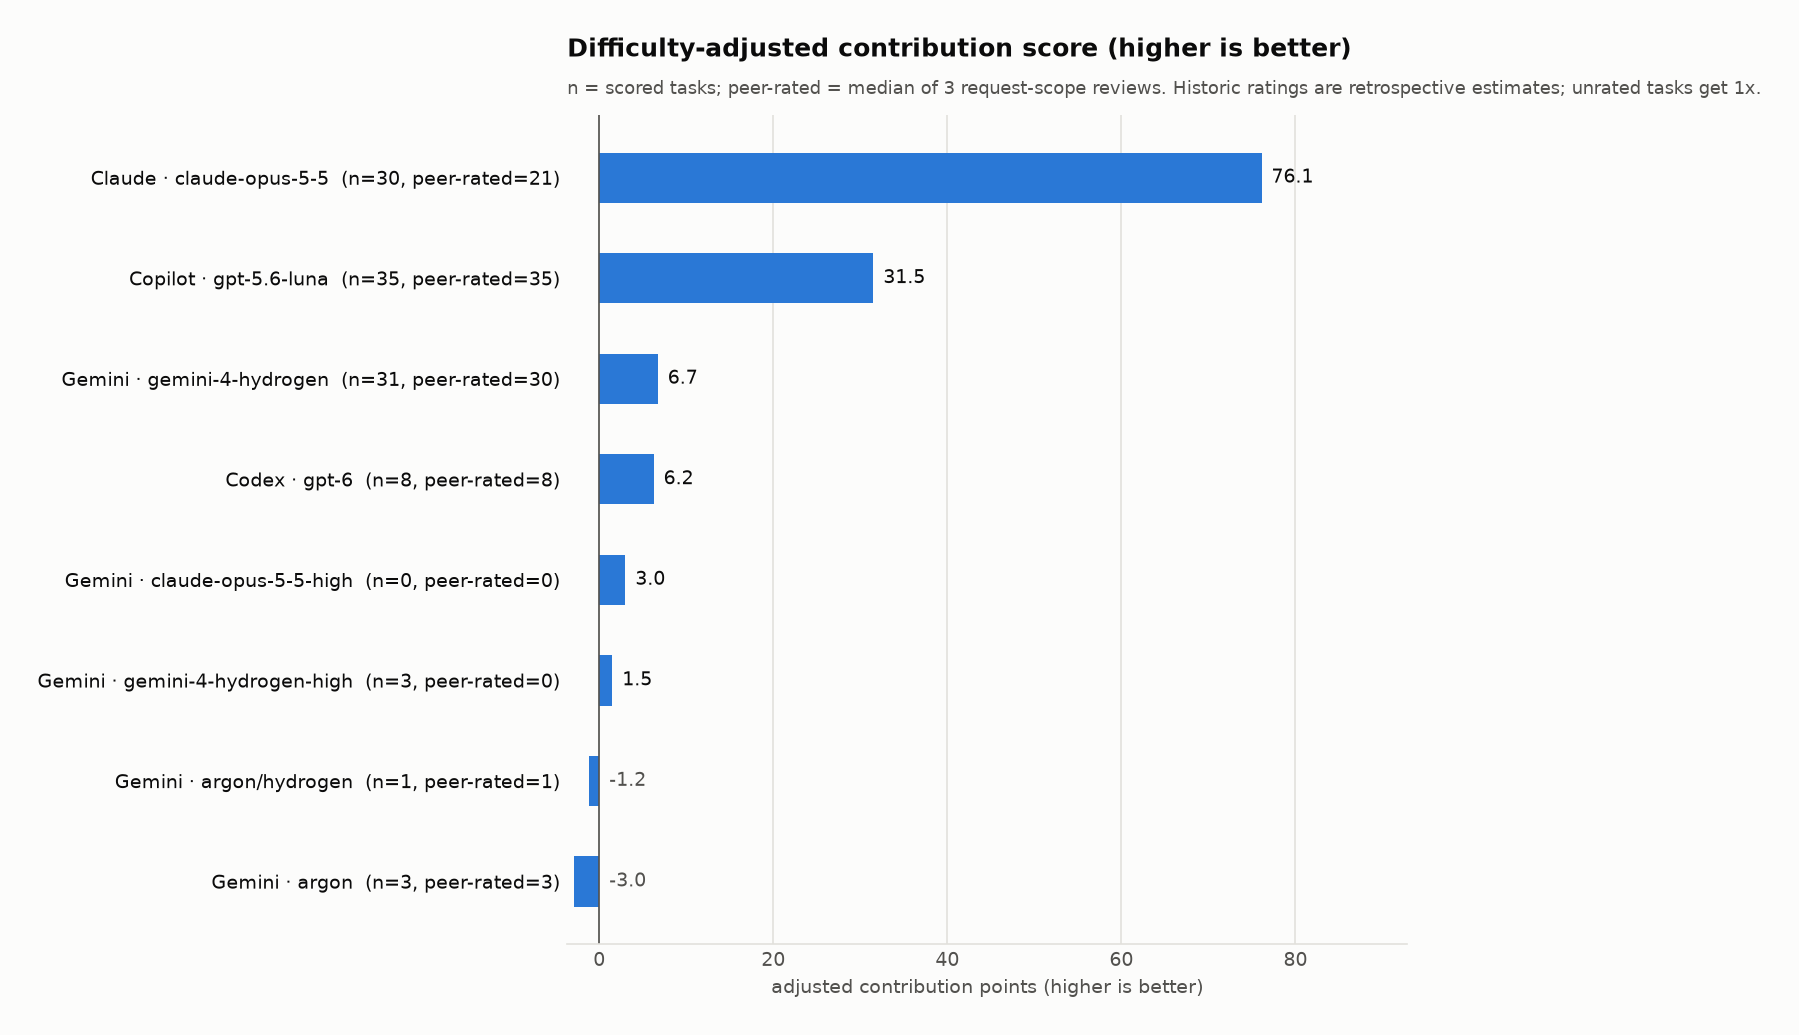 Difficulty-adjusted contribution score (higher is better)
n = scored tasks; peer-rated = median of 3 request-scope reviews. Historic ratings are retrospective estimates; unrated tasks get 1x.
Claude · claude-opus-5-5  (n=30, peer-rated=21)
76.1
Copilot · gpt-5.6-luna  (n=35, peer-rated=35)
31.5
Gemini · gemini-4-hydrogen  (n=31, peer-rated=30)
6.7
Codex · gpt-6  (n=8, peer-rated=8)
6.2
Gemini · claude-opus-5-5-high  (n=0, peer-rated=0)
3.0
Gemini · gemini-4-hydrogen-high  (n=3, peer-rated=0)
1.5
Gemini · argon/hydrogen  (n=1, peer-rated=1)
-1.2
Gemini · argon  (n=3, peer-rated=3)
-3.0
0 20 40 60 80
adjusted contribution points (higher is better)